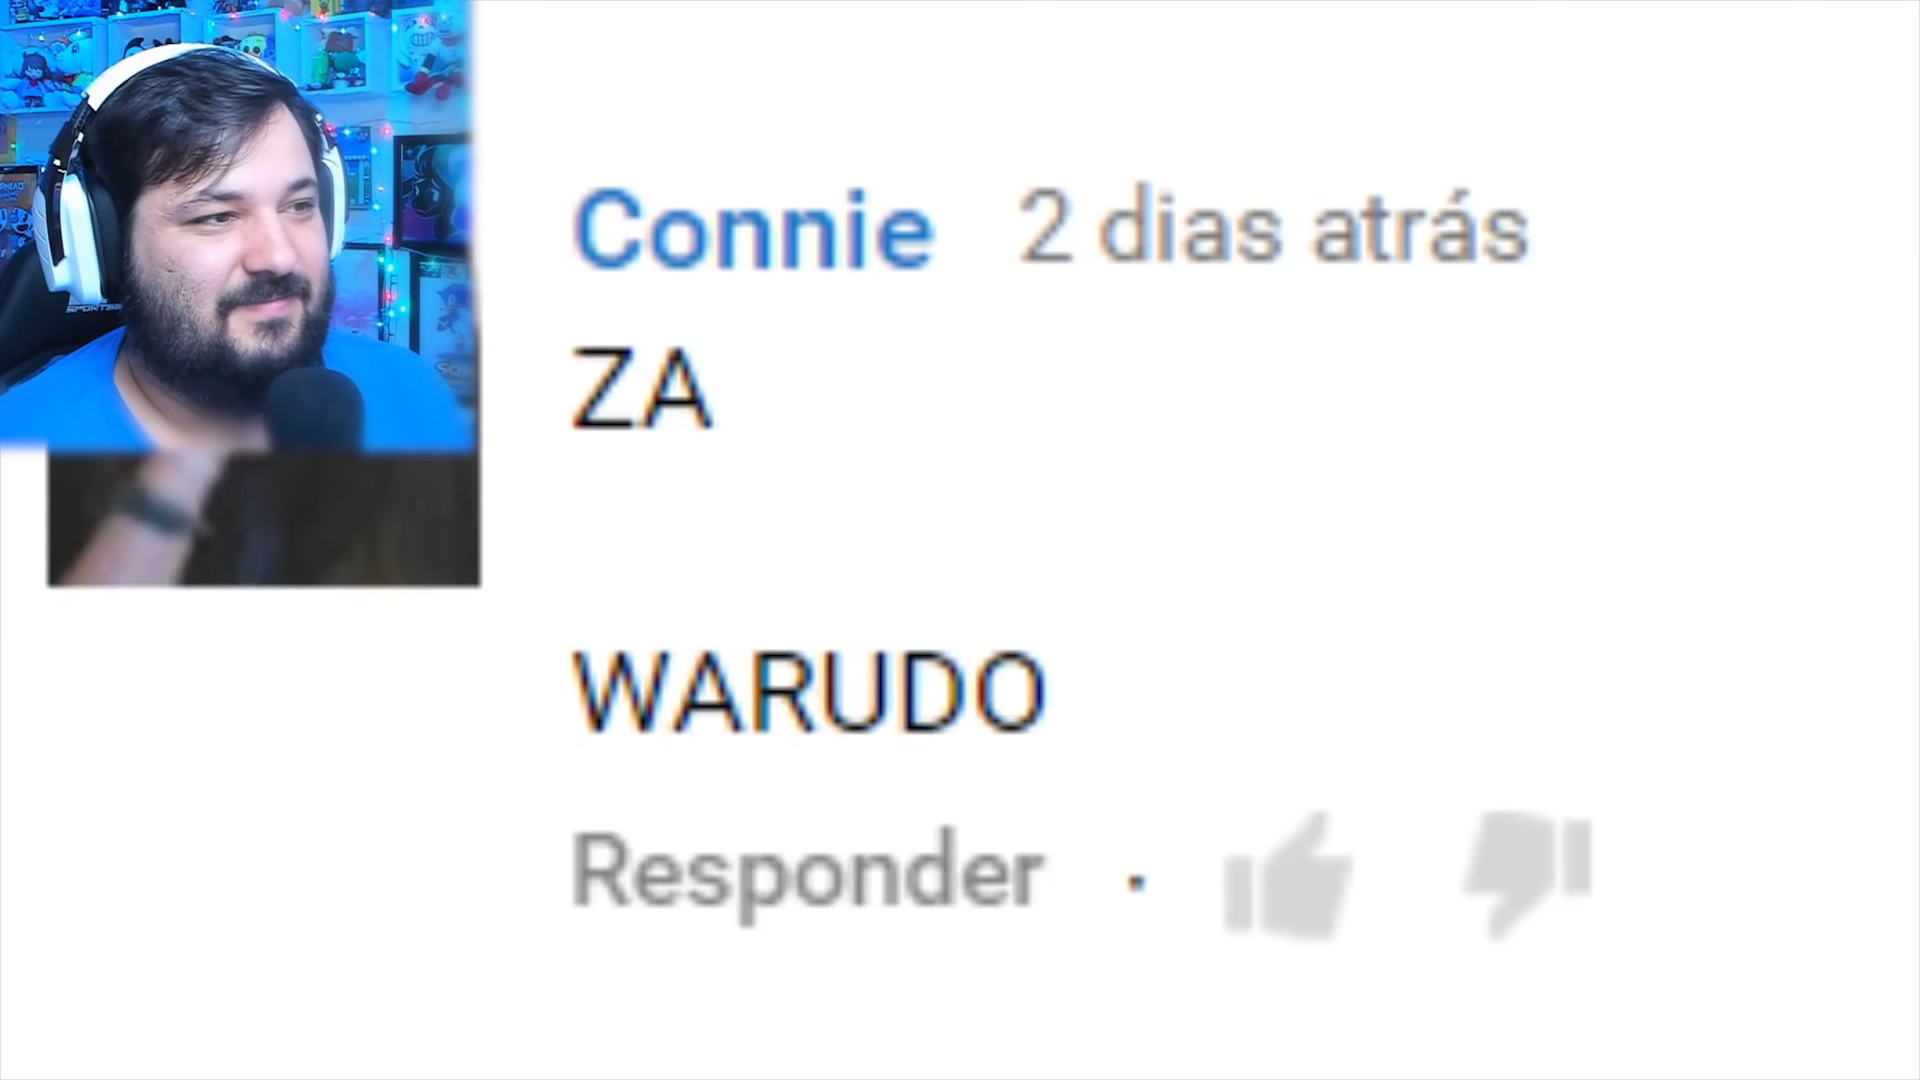 Connie 2 dias atrás
ZA
WARUDO
Responder ·